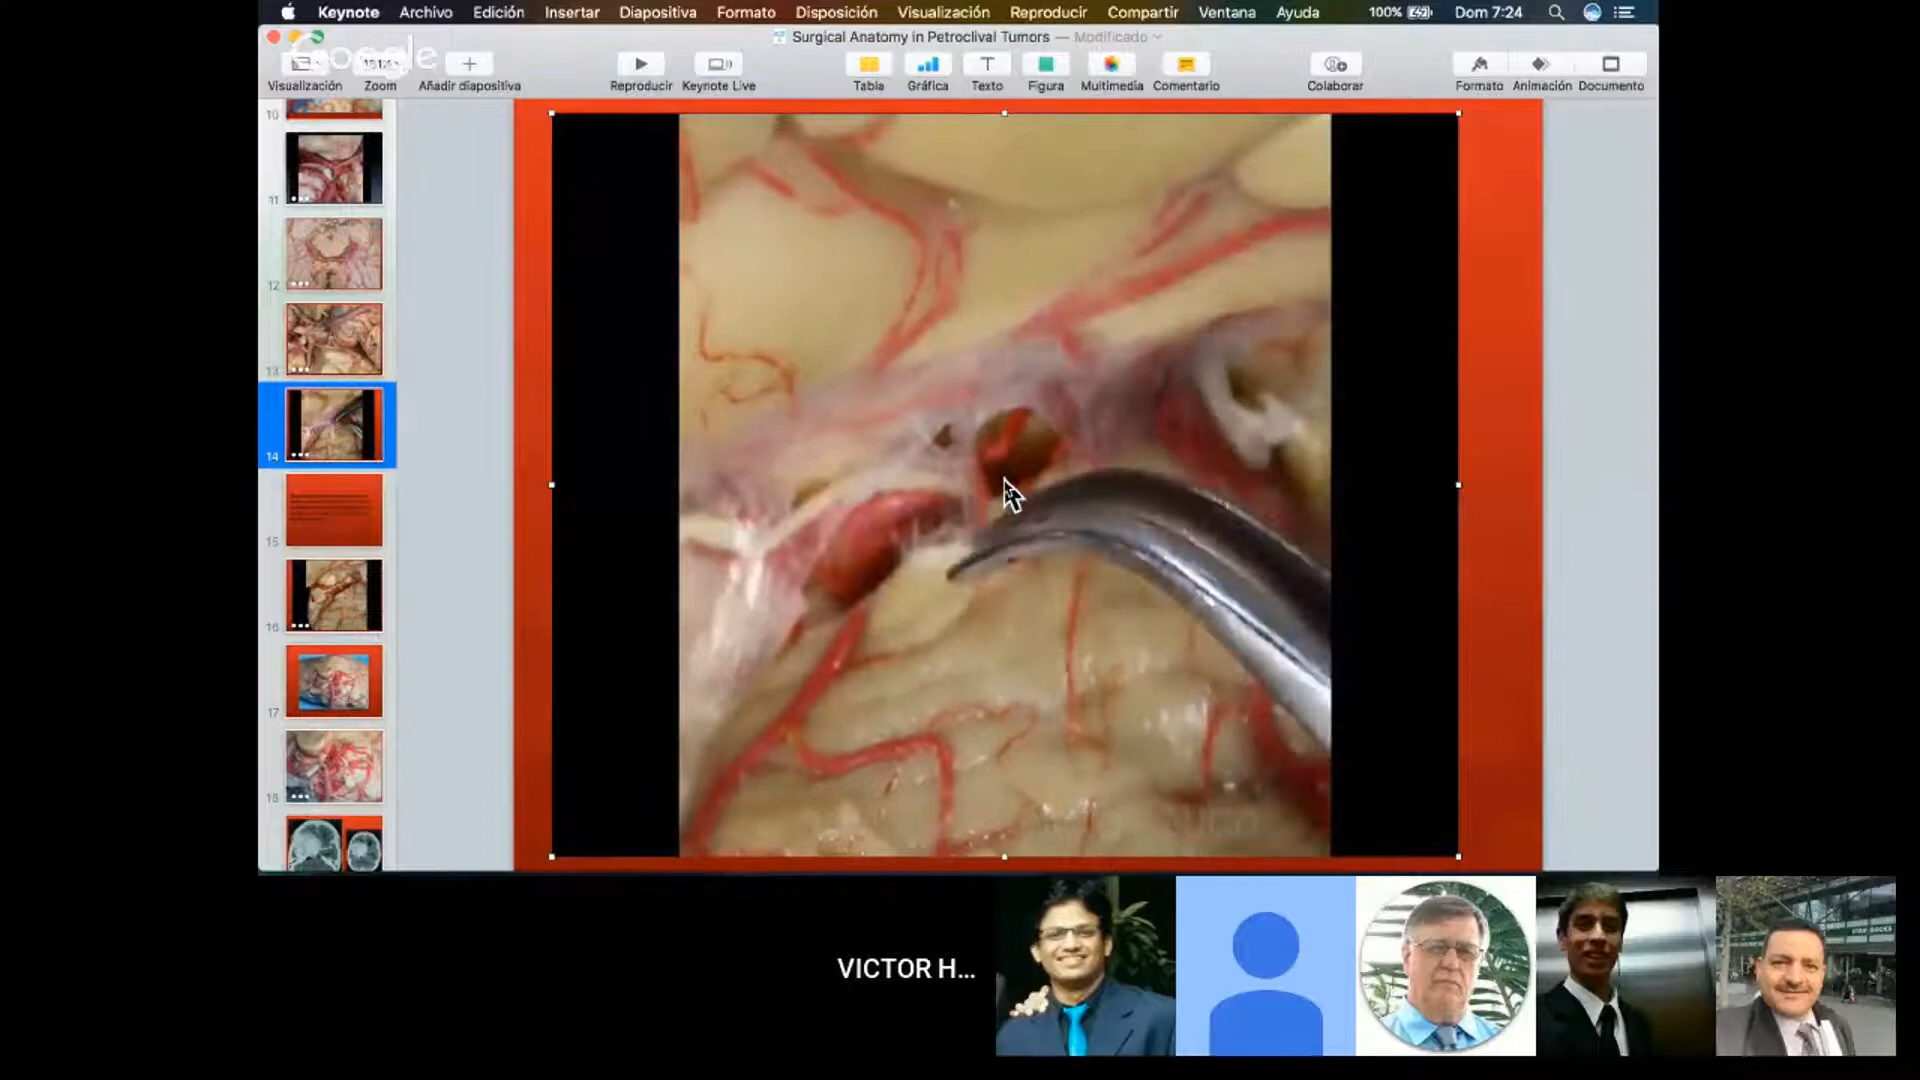 Keynote Archivo Edición Insertar Diapositiva Formato Disposición Visualización Reproducir Compartir Ventana Ayuda 100% Dom 7:24
Surgical Anatomy in Petroclival Tumors — Modificado
Google
Visualización Zoom Añadir diapositiva Reproducir Keynote Live Tabla Gráfica Texto Figura Multimedia Comentario Colaborar Formato Animación Documento
10
11
12
13
14
15
16
17
18
VICTOR H...